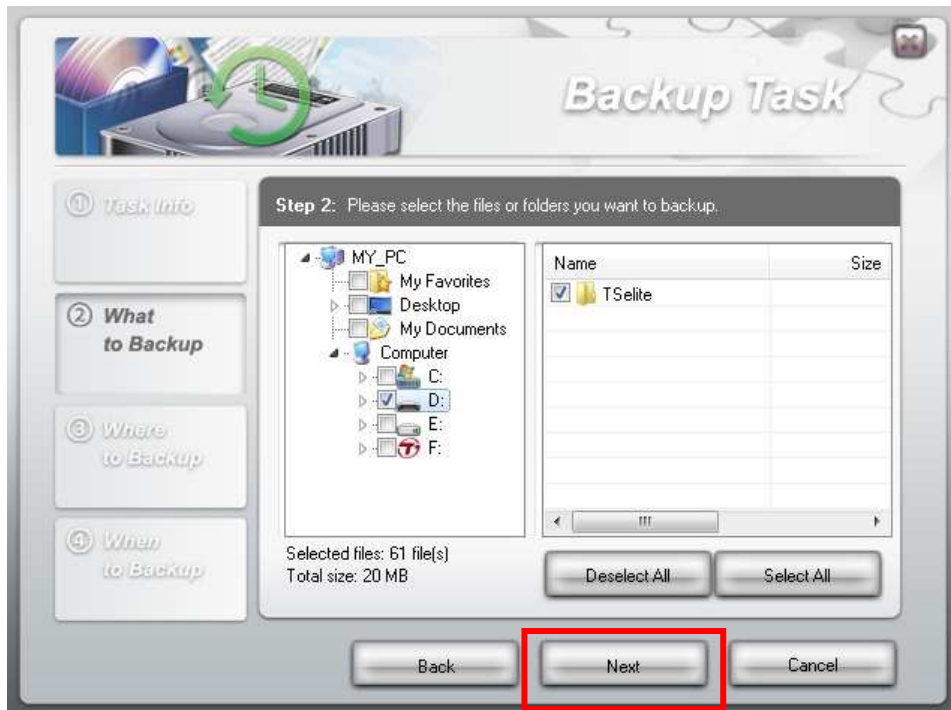 Backup Task
① Task Info
② What
to Backup
③ Where
to Backup
④ When
to Backup
Step 2: Please select the files or folders you want to backup.
MY_PC
My Favorites
Desktop
My Documents
Computer
C:
D:
E:
F:
Selected files: 61 file(s)
Total size: 20 MB
Name Size
TSelite
Deselect All
Select All
Back
Next
Cancel